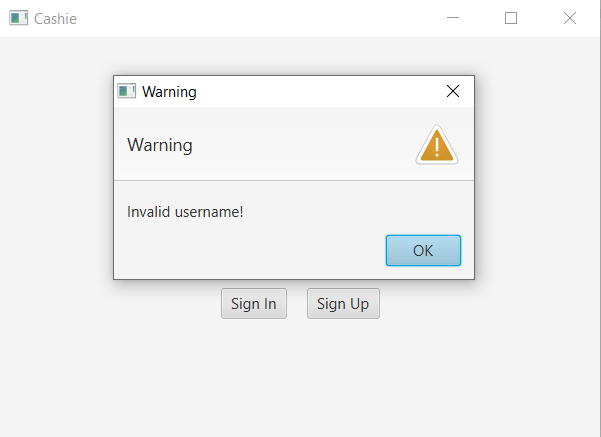 Cashie
Warning
Warning
Invalid username!
OK
Sign In
Sign Up